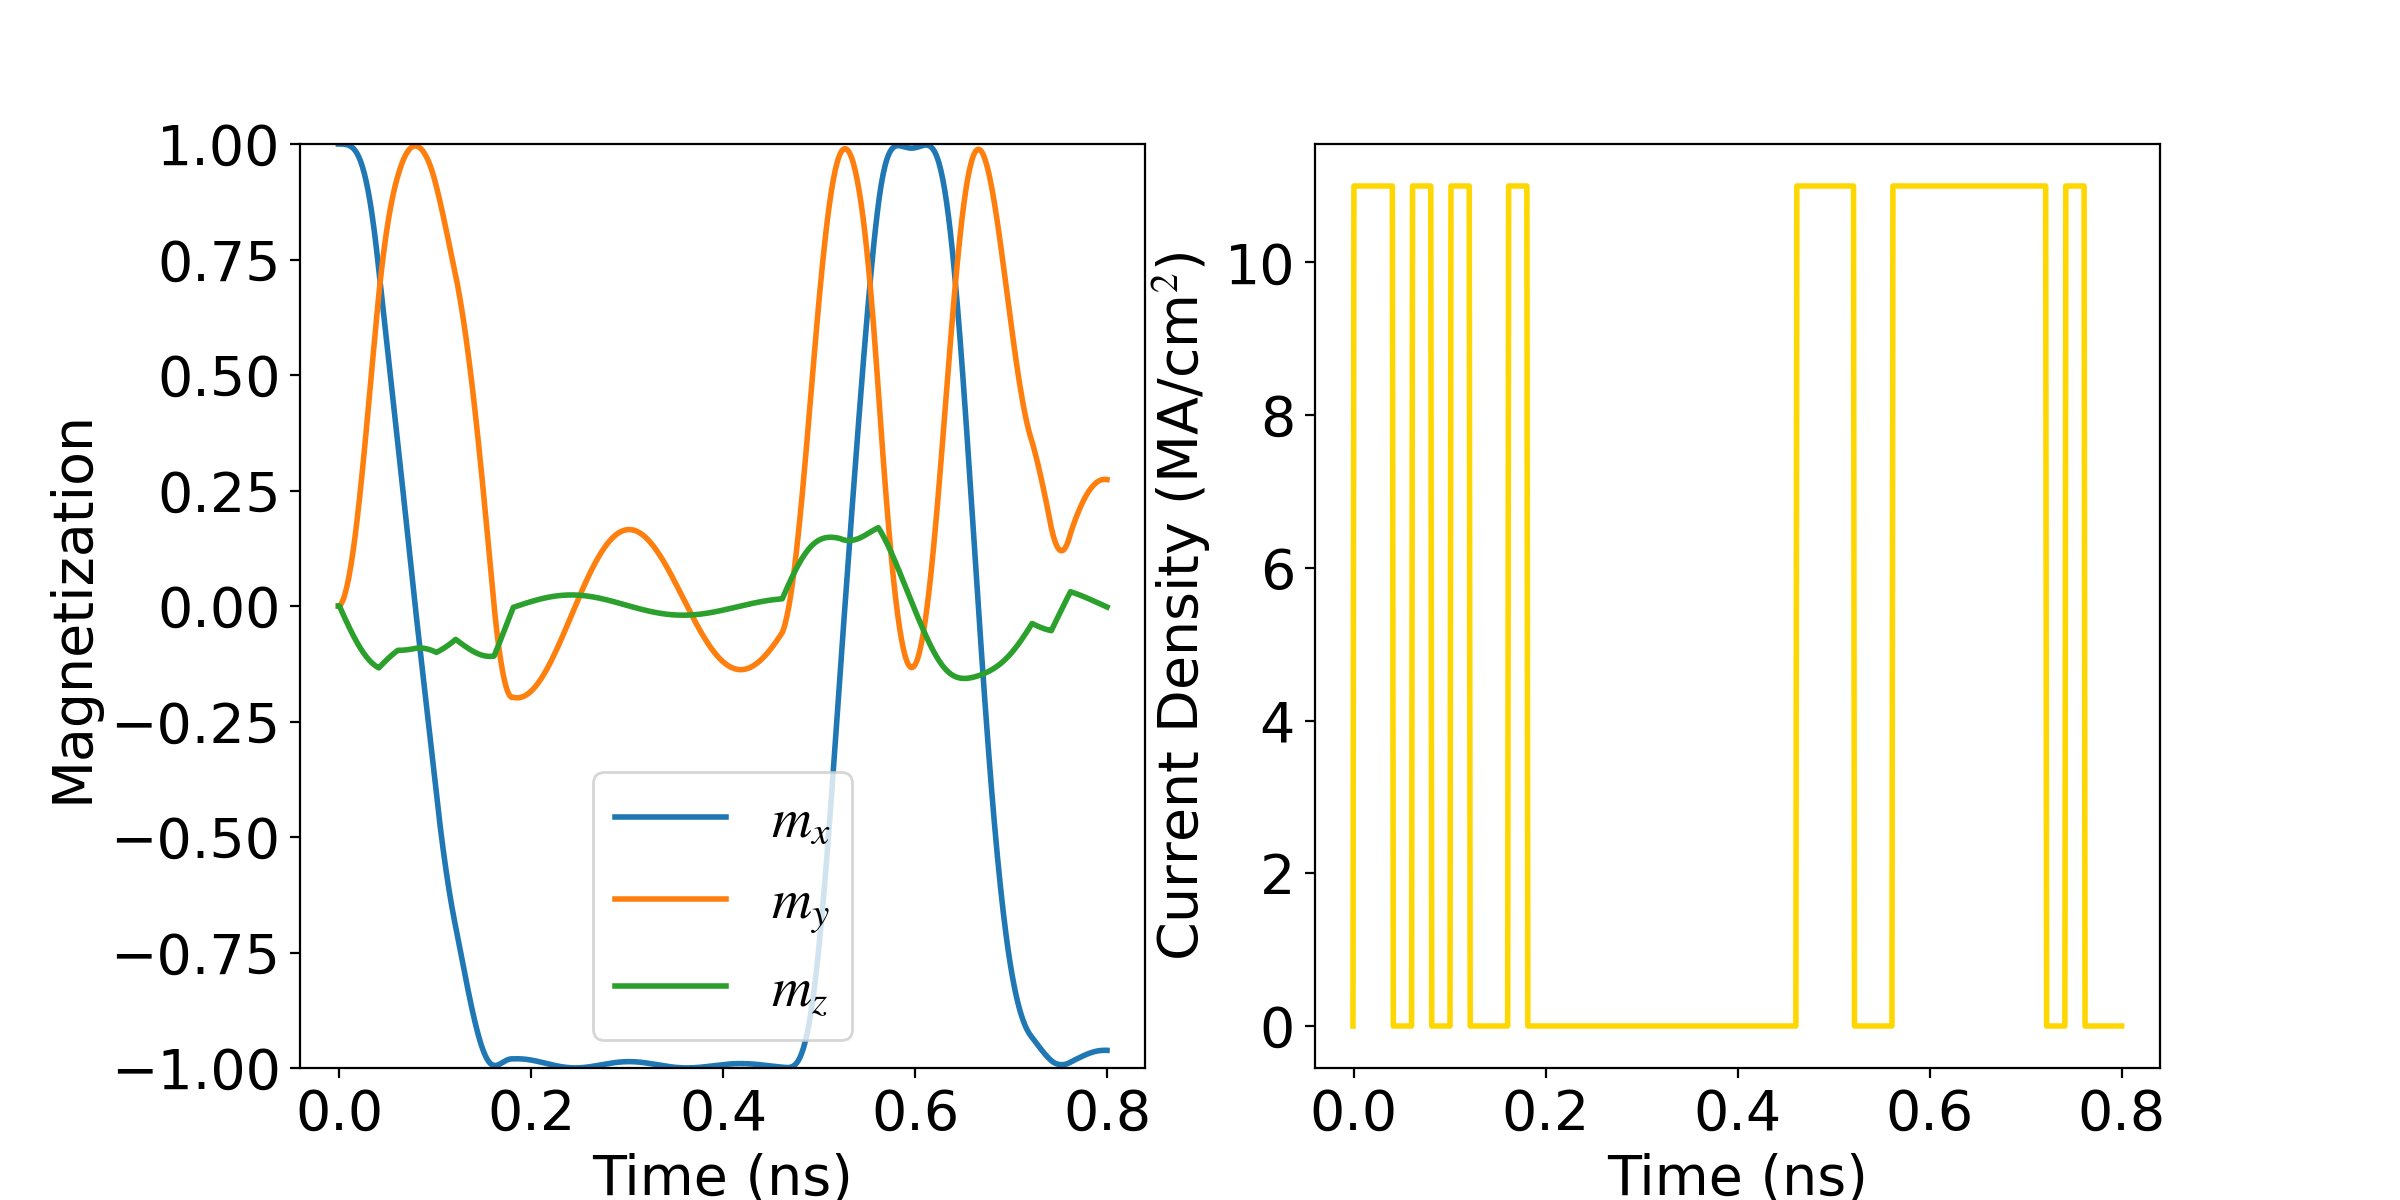 1.00
0.75
0.50
0.25
0.00
−0.25
−0.50
−0.75
−1.00
Magnetization
0.0 0.2 0.4 0.6 0.8
Time (ns)
m_x
m_y
m_z
10
8
6
4
2
0
Current Density (MA/cm²)
0.0 0.2 0.4 0.6 0.8
Time (ns)